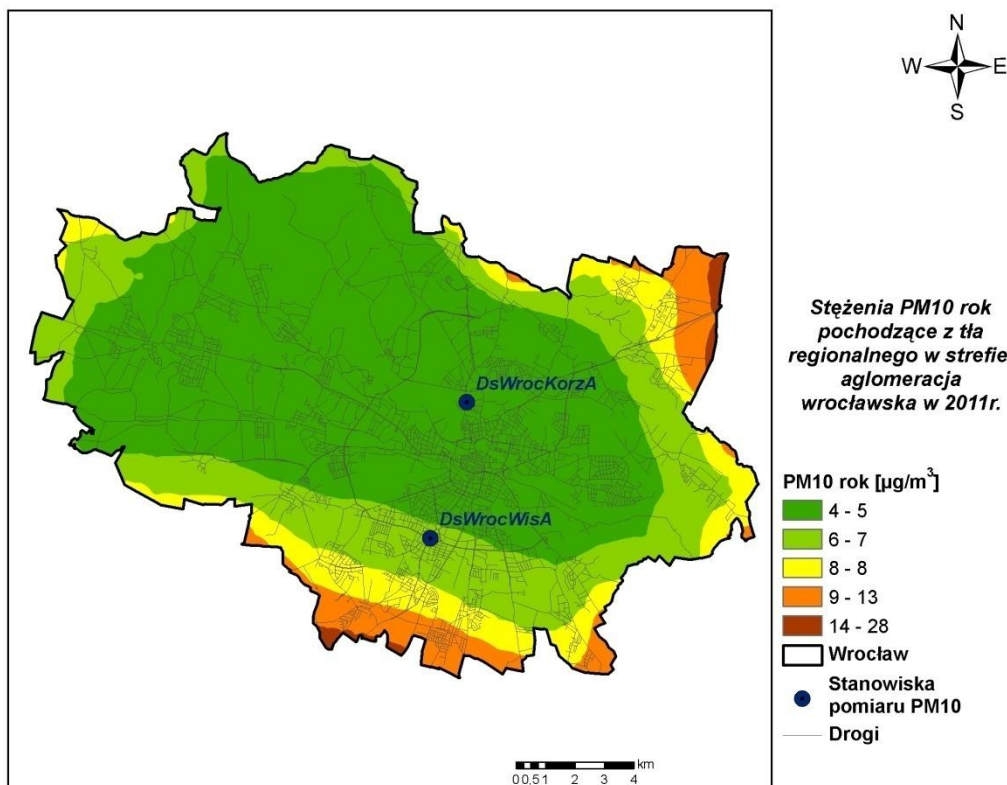 N
W E
S
Stężenia PM10 rok
pochodzące z tła
regionalnego w strefie
aglomeracja
wrocławska w 2011r.
DsWrocKorzA
DsWrocWisA
PM10 rok [µg/m³]
4 - 5
6 - 7
8 - 8
9 - 13
14 - 28
Wrocław
Stanowiska
pomiaru PM10
Drogi
km
0 0,5 1 2 3 4